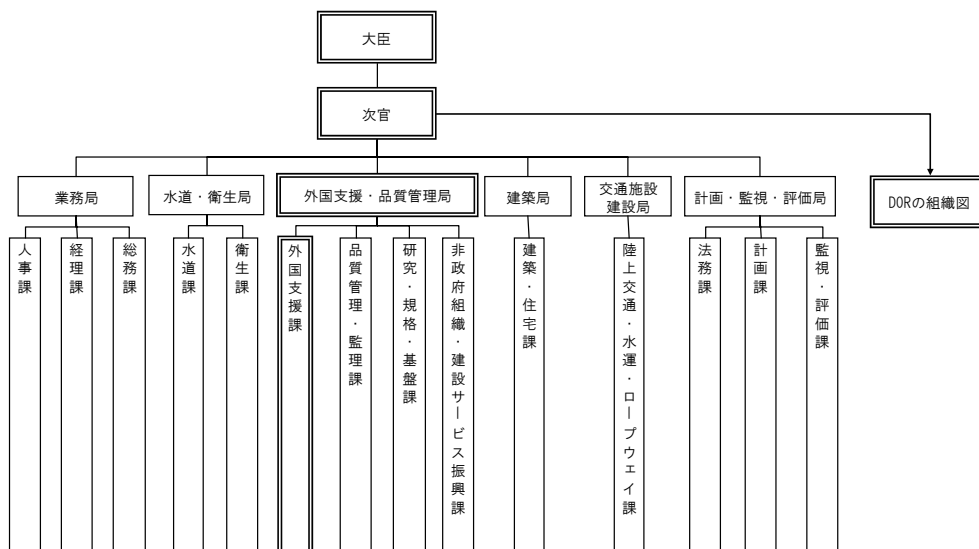 大臣
次官
業務局
水道・衛生局
外国支援・品質管理局
建築局
交通施設
建設局
計画・監視・評価局
DORの組織図
人事課
経理課
総務課
水道課
衛生課
外国支援課
品質管理・監理課
研究・規格・基盤課
非政府組織・建設サービス振興課
建築・住宅課
陸上交通・水運・ロープウェイ課
法務課
計画課
監視・評価課